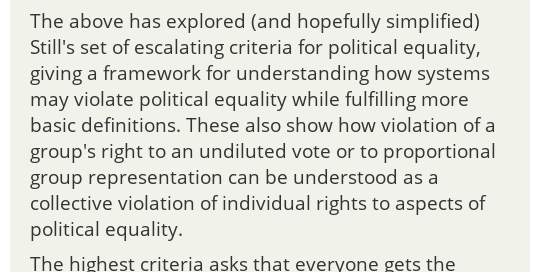 The above has explored (and hopefully simplified)
Still's set of escalating criteria for political equality,
giving a framework for understanding how systems
may violate political equality while fulfilling more
basic definitions. These also show how violation of a
group's right to an undiluted vote or to proportional
group representation can be understood as a
collective violation of individual rights to aspects of
political equality.
The highest criteria asks that everyone gets the